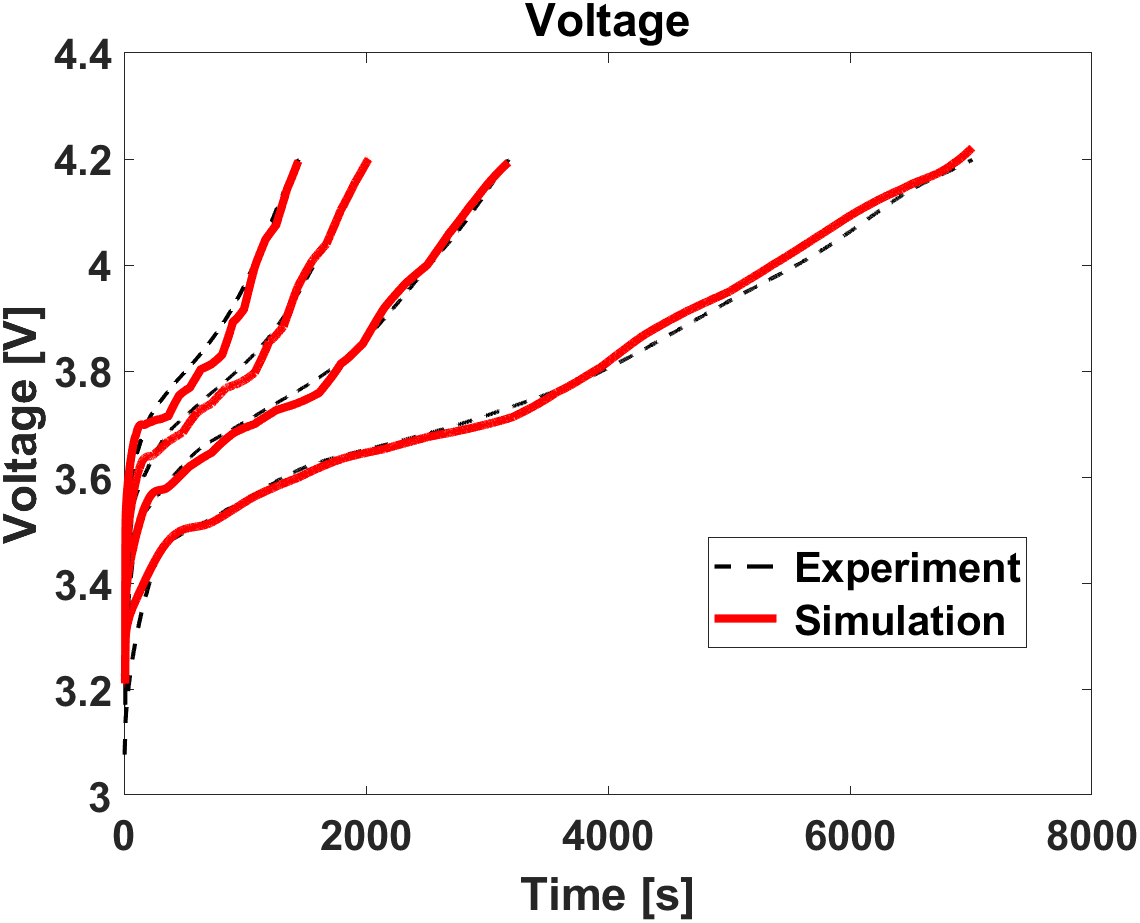 Voltage
4.4
4.2
4
3.8
3.6
3.4
3.2
3
Voltage [V]
Experiment
Simulation
0 2000 4000 6000 8000
Time [s]